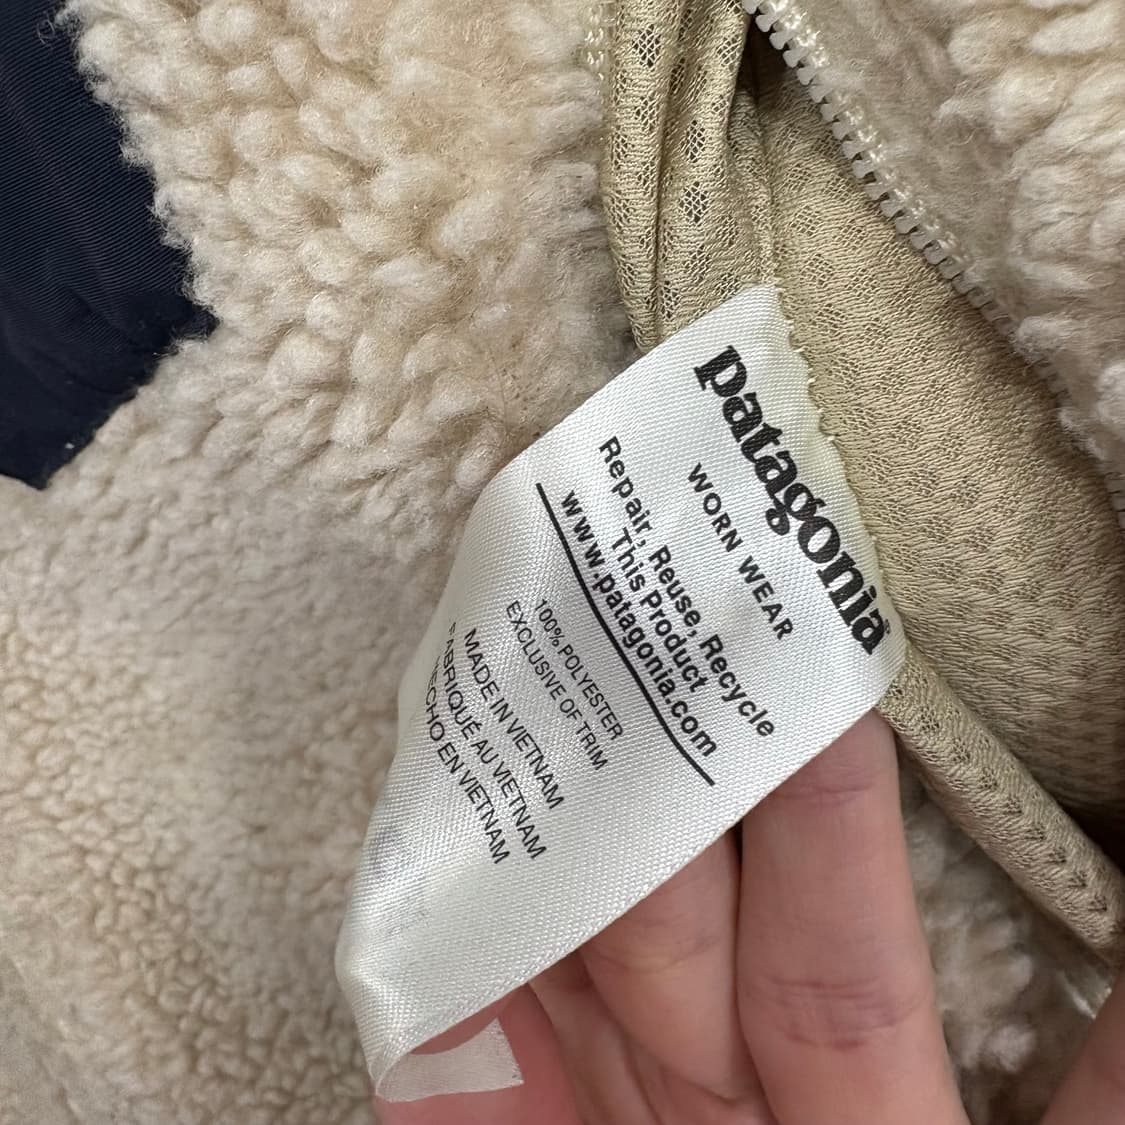 patagonia®
WORN WEAR
Repair, Reuse, Recycle
This Product
www.patagonia.com
100% POLYESTER
EXCLUSIVE OF TRIM
MADE IN VIETNAM
FABRIQUÉ AU VIETNAM
HECHO EN VIETNAM